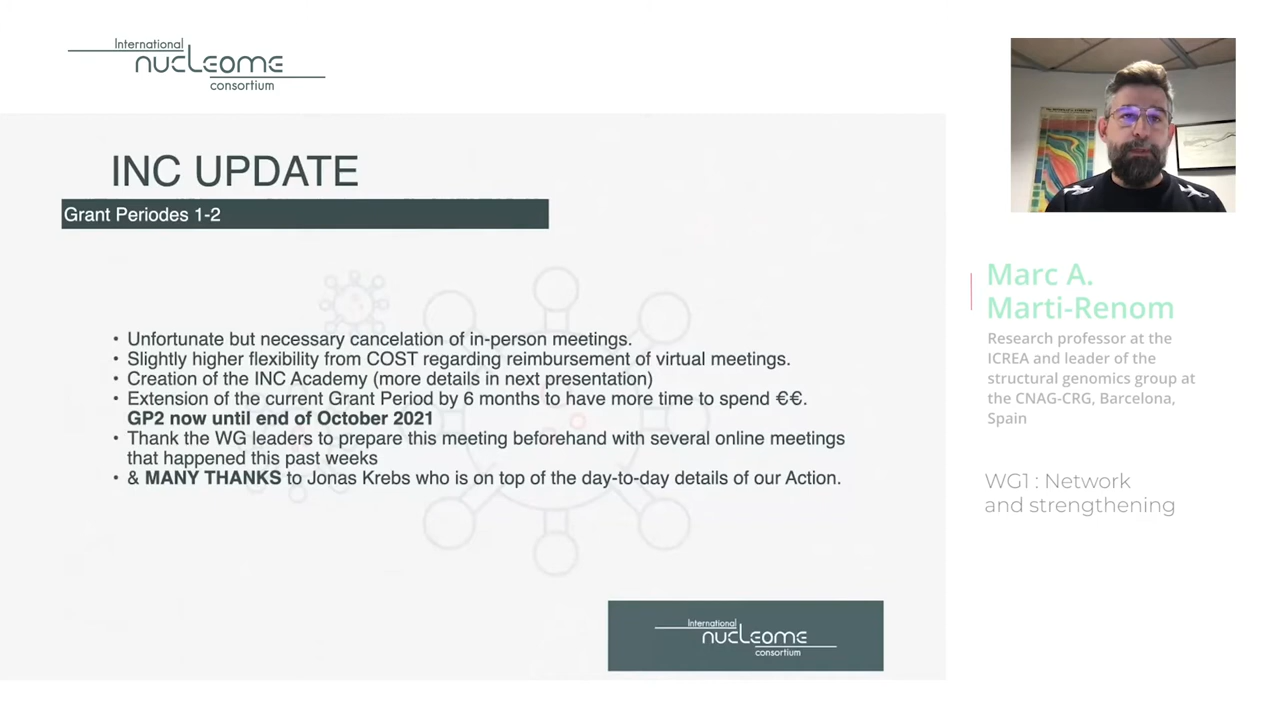 International
nucleome
consortium
INC UPDATE
Grant Periodes 1-2
• Unfortunate but necessary cancelation of in-person meetings.
• Slightly higher flexibility from COST regarding reimbursement of virtual meetings.
• Creation of the INC Academy (more details in next presentation)
• Extension of the current Grant Period by 6 months to have more time to spend €€.
GP2 now until end of October 2021
• Thank the WG leaders to prepare this meeting beforehand with several online meetings
that happened this past weeks
• & MANY THANKS to Jonas Krebs who is on top of the day-to-day details of our Action.
International
nucleome
consortium
Marc A.
Marti-Renom
Research professor at the
ICREA and leader of the
structural genomics group at
the CNAG-CRG, Barcelona,
Spain
WG1 : Network
and strengthening